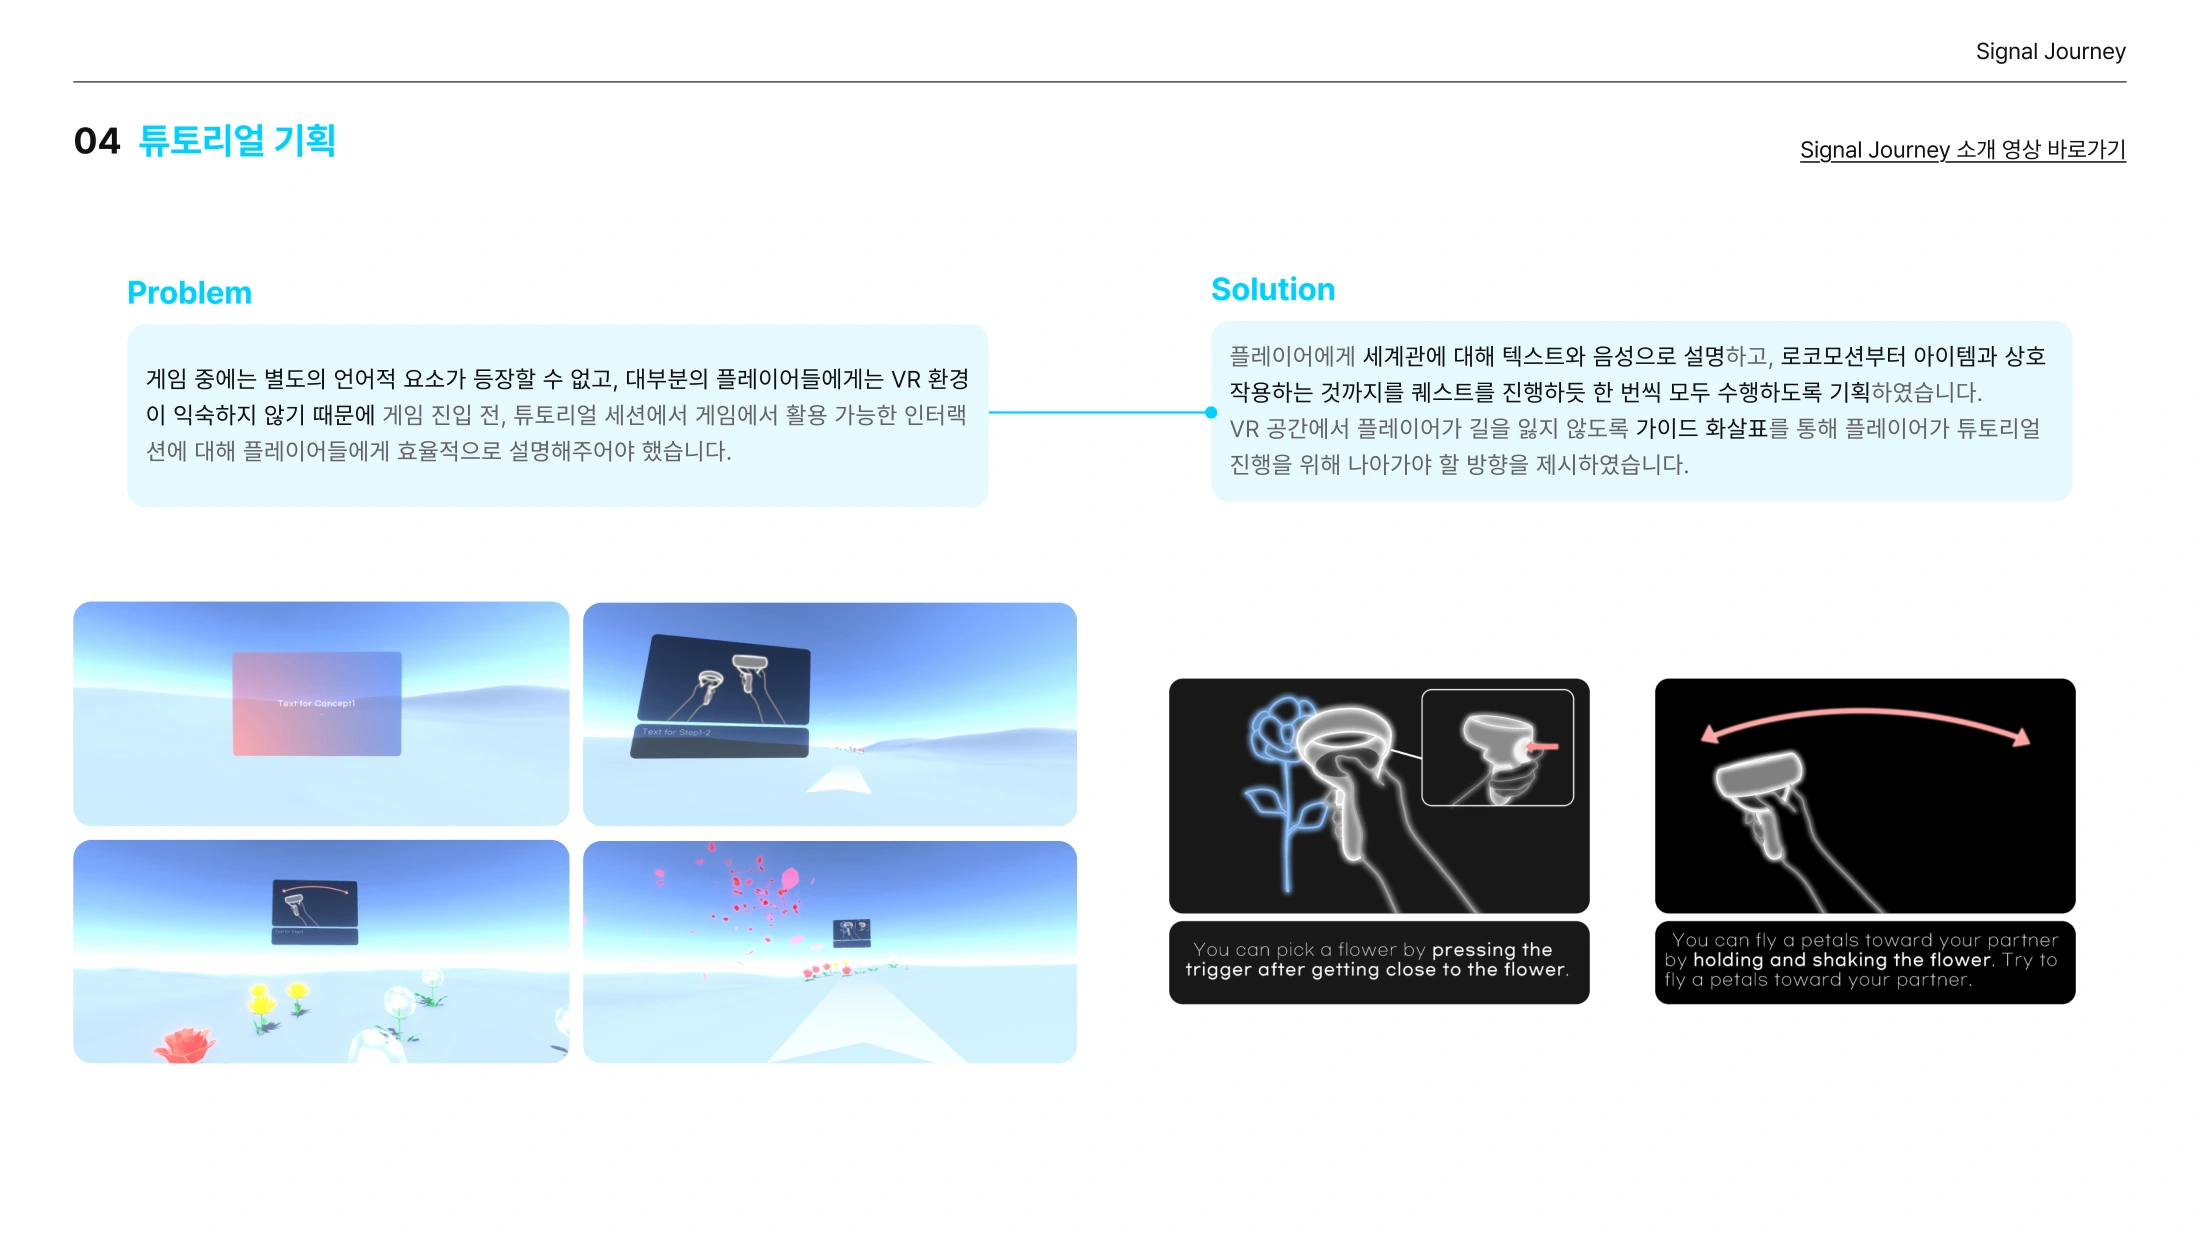 Signal Journey
04 튜토리얼 기획
Signal Journey 소개 영상 바로가기
Problem
게임 중에는 별도의 언어적 요소가 등장할 수 없고, 대부분의 플레이어들에게는 VR 환경
이 익숙하지 않기 때문에 게임 진입 전, 튜토리얼 세션에서 게임에서 활용 가능한 인터랙
션에 대해 플레이어들에게 효율적으로 설명해주어야 했습니다.
Solution
플레이어에게 세계관에 대해 텍스트와 음성으로 설명하고, 로코모션부터 아이템과 상호
작용하는 것까지를 퀘스트를 진행하듯 한 번씩 모두 수행하도록 기획하였습니다.
VR 공간에서 플레이어가 길을 잃지 않도록 가이드 화살표를 통해 플레이어가 튜토리얼
진행을 위해 나아가야 할 방향을 제시하였습니다.
Text for Concept1
Text for Step1-2
You can pick a flower by pressing the
trigger after getting close to the flower.
You can fly a petals toward your partner
by holding and shaking the flower. Try to
fly a petals toward your partner.